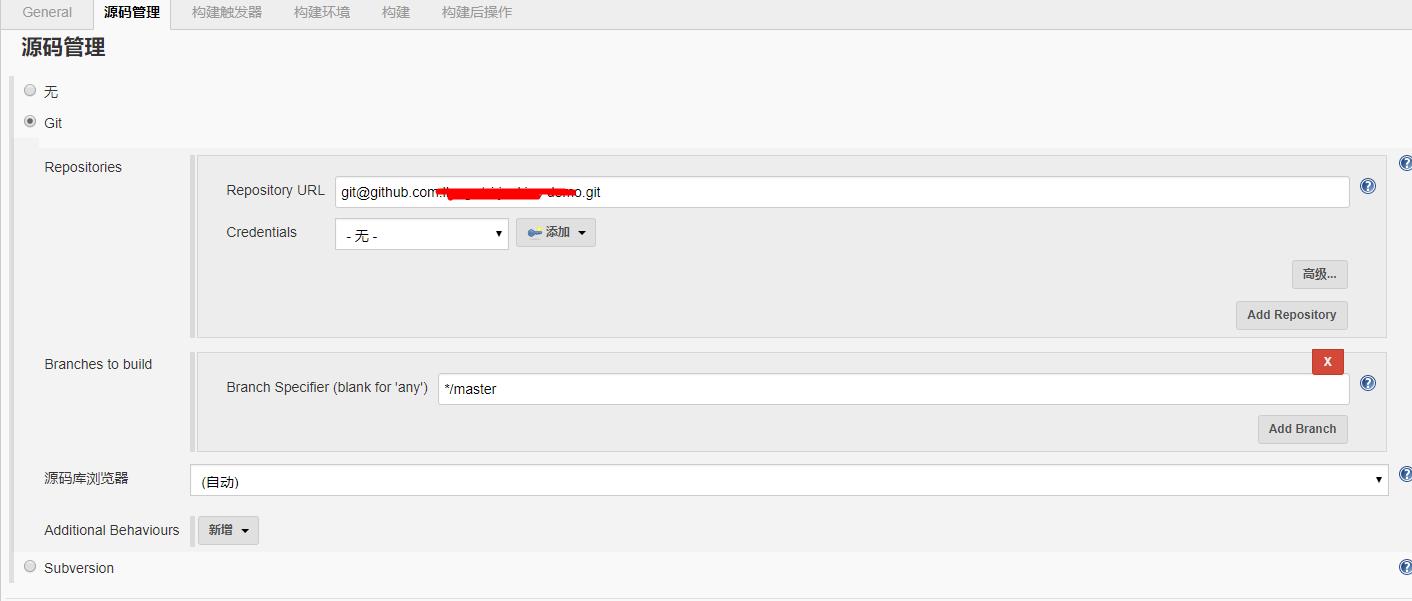 General 源码管理 构建触发器 构建环境 构建 构建后操作
源码管理
无
Git
Repositories
Repository URL git@github.com demo.git
Credentials - 无 - 添加
高级...
Add Repository
Branches to build
X
Branch Specifier (blank for 'any') */master
Add Branch
源码库浏览器 (自动)
Additional Behaviours 新增
Subversion